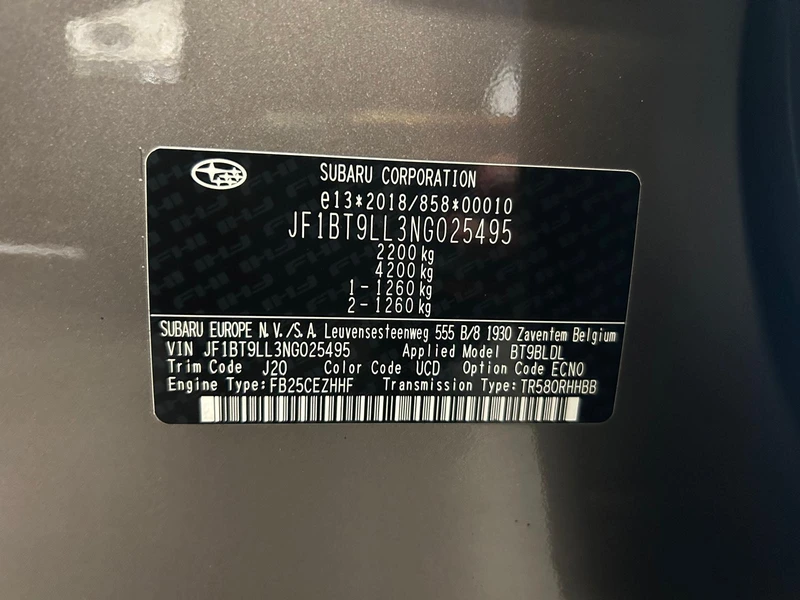 SUBARU CORPORATION
e13*2018/858*00010
JF1BT9LL3NG025495
2200 kg
4200 kg
1 - 1260 kg
2 - 1260 kg
SUBARU EUROPE N.V./S.A. Leuvensesteenweg 555 B/8 1930 Zaventem Belgium
VIN JF1BT9LL3NG025495 Applied Model BT9BLDL
Trim Code J20 Color Code UCD Option Code ECNO
Engine Type:FB25CEZHHF Transmission Type:TR580RHHBB